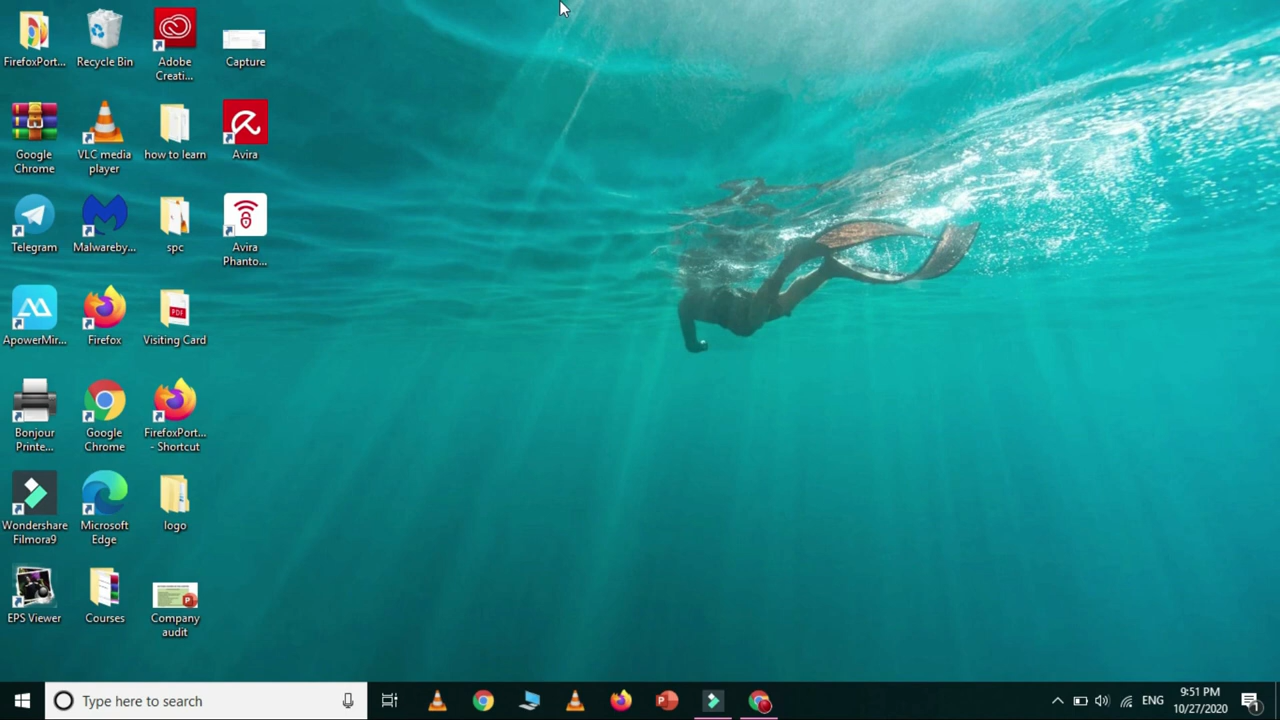 FirefoxPort...
Recycle Bin
Adobe
Creati...
Capture
Google
Chrome
VLC media
player
how to learn
Avira
Telegram
Malwareby...
spc
Avira
Phanto...
ApowerMir...
Firefox
PDF
Visiting Card
Bonjour
Printe...
Google
Chrome
FirefoxPort...
- Shortcut
Wondershare
Filmora9
Microsoft
Edge
logo
EPS Viewer
Courses
Company
audit
Type here to search
ENG
9:51 PM
10/27/2020
1